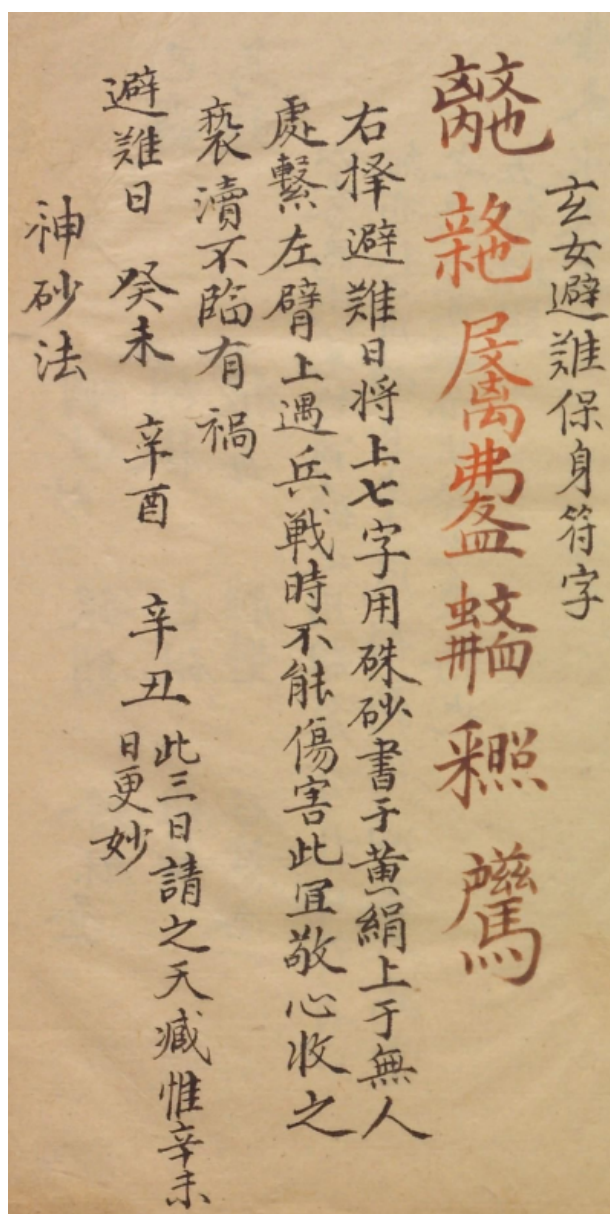 玄女避難保身符字
右擇避難日将上七字用硃砂書于黄絹上于無人
處繫左臂上遇兵戦時不能傷害此宜敬心收之
褻瀆不臨有禍
避難日 癸未 辛酉 辛丑 此三日請之天臧惟辛未
日更妙
神砂法